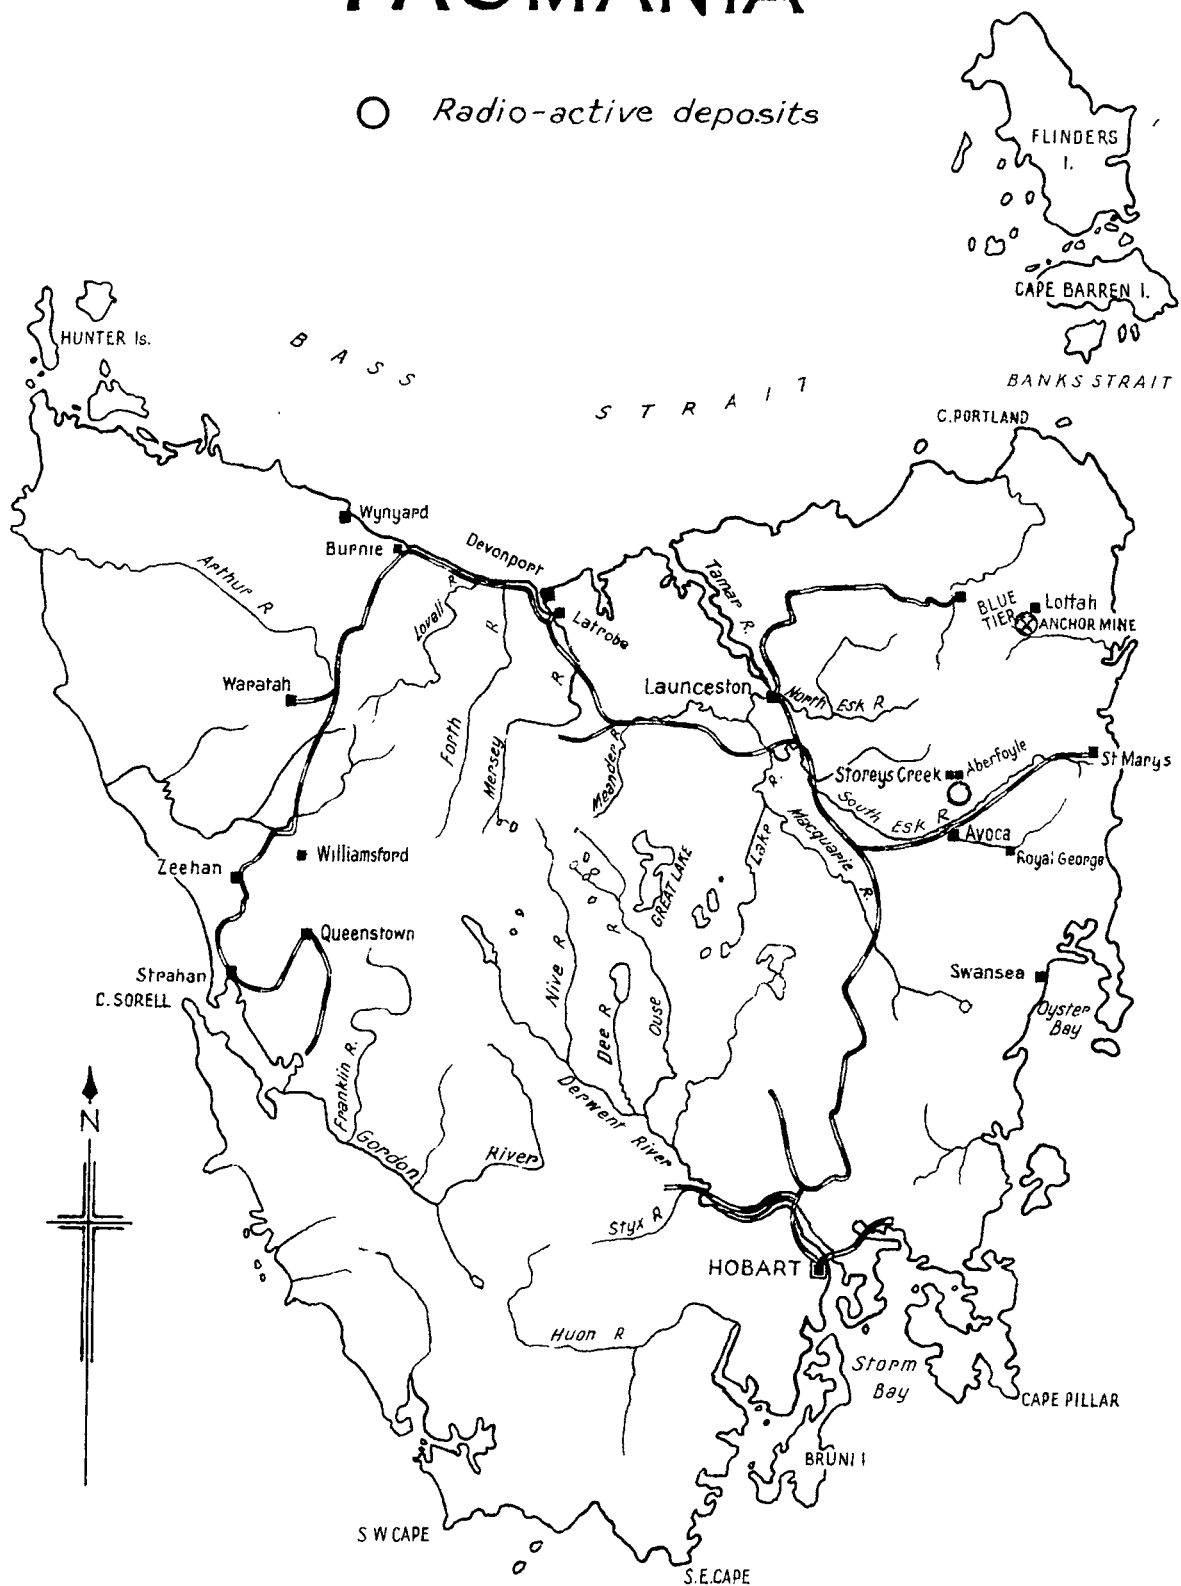 TASMANIA
Radio-active deposits
FLINDERS
I.
CAPE BARREN I.
HUNTER Is.
BASS
STRAIT
BANKS STRAIT
C. PORTLAND
Wynyard
Burnie
Devonport
Latrobe
Arthur R
R
R
R
Tamar R.
BLUE
TIER
Lottah
ANCHOR MINE
Waratah
Launceston
North Esk R
Forth
Mersey
Meander R
Storeys Creek
Aberfoyle
St Marys
South Esk R
Avoca
Royal George
R.
Lake
Macquarie R.
Zeehan
Williamsford
GREAT LAKE
Queenstown
Strahan
C. SORELL
Nive R
R
Dee R
Ouse
Swansea
Oyster
Bay
N
Franklin R.
Gordon
River
Derwent River
Styx R
HOBART
Huon R
Storm
Bay
CAPE PILLAR
BRUNI I
S W CAPE
S.E. CAPE